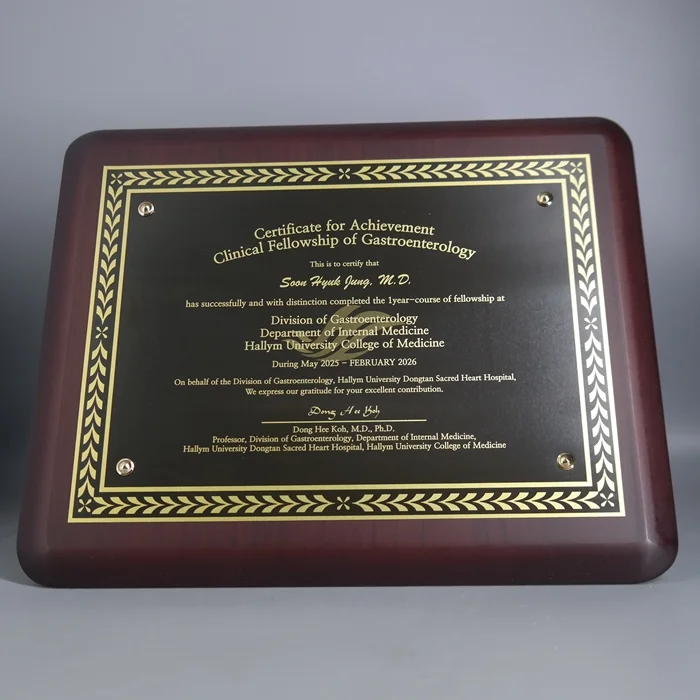 Certificate for Achievement
Clinical Fellowship of Gastroenterology
This is to certify that
Soon Hyuk Jung, M.D.
has successfully and with distinction completed the 1year-course of fellowship at
Division of Gastroenterology
Department of Internal Medicine
Hallym University College of Medicine
During May 2025 - FEBRUARY 2026
On behalf of the Division of Gastroenterology, Hallym University Dongtan Sacred Heart Hospital,
We express our gratitude for your excellent contribution.
Dong Hee Koh
Dong Hee Koh, M.D., Ph.D.
Professor, Division of Gastroenterology, Department of Internal Medicine,
Hallym University Dongtan Sacred Heart Hospital, Hallym University College of Medicine